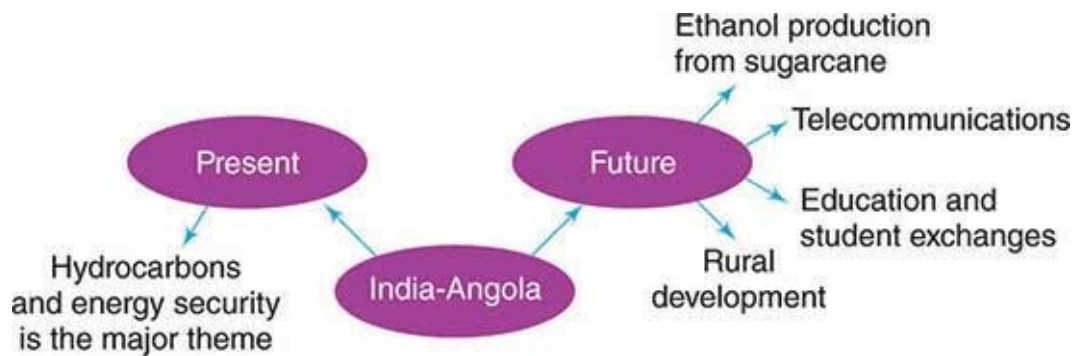 Ethanol production
from sugarcane
Telecommunications
Present
Future
Education and
student exchanges
Hydrocarbons
and energy security
is the major theme
India-Angola
Rural
development